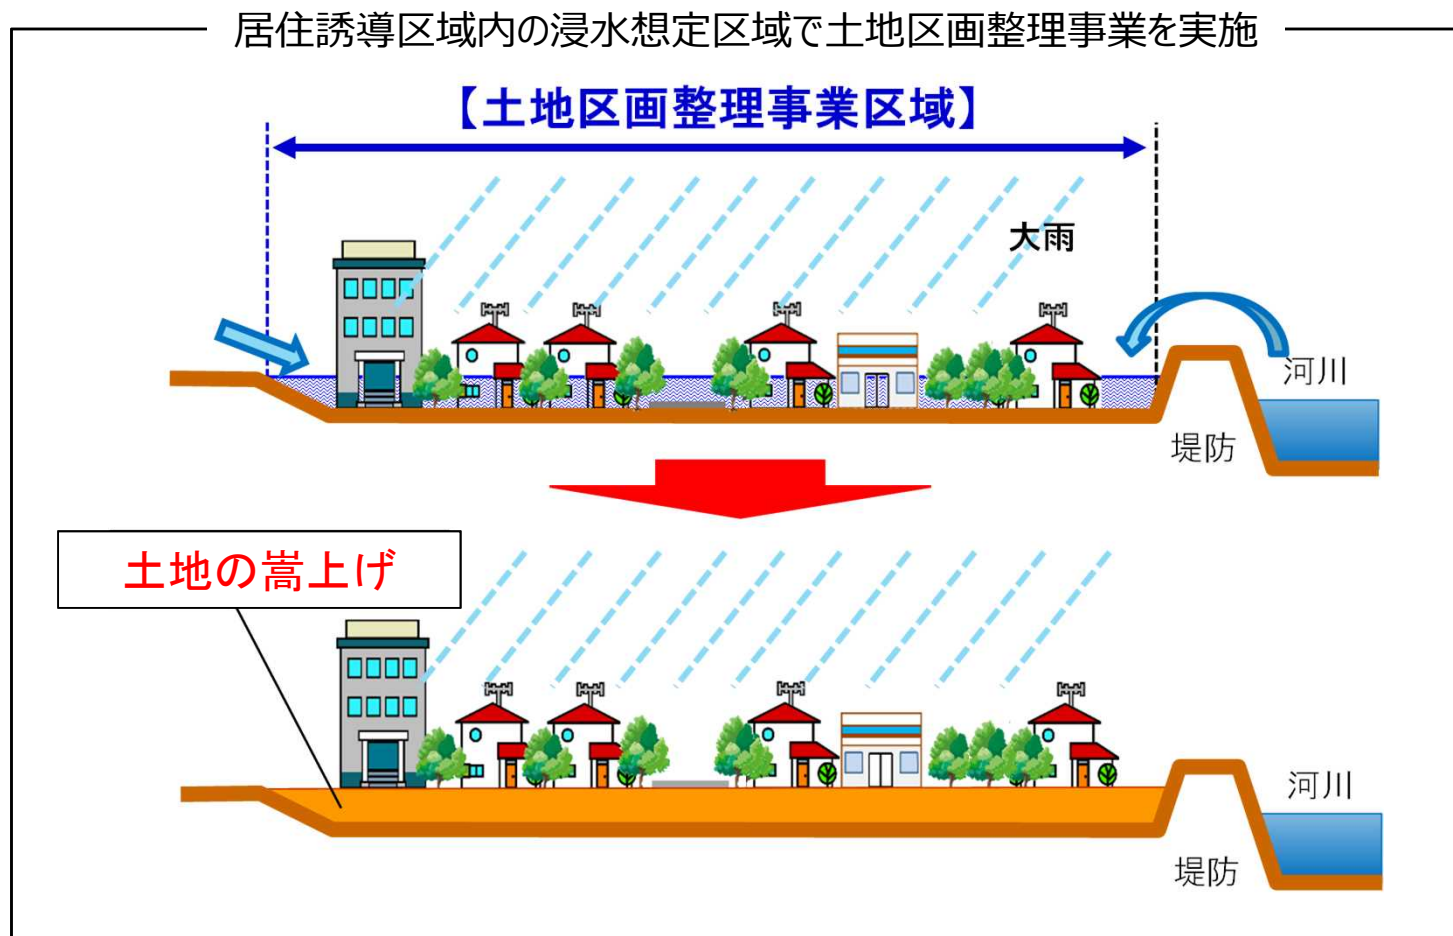 居住誘導区域内の浸水想定区域で土地区画整理事業を実施
【土地区画整理事業区域】
大雨
河川
堤防
土地の嵩上げ
河川
堤防